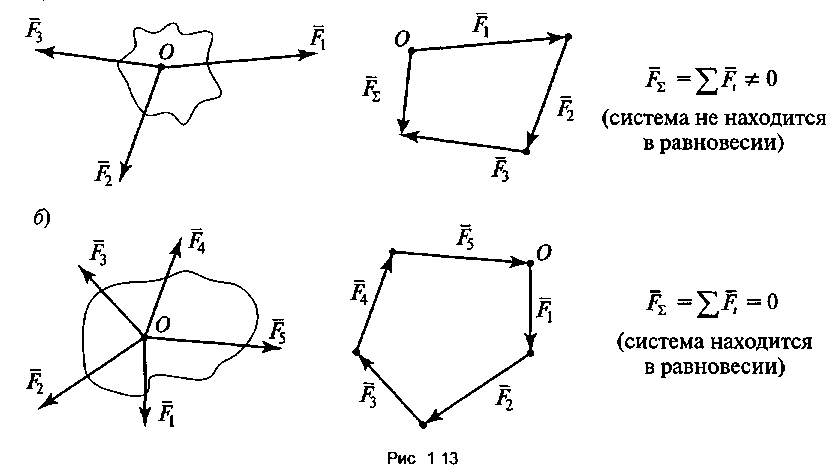 F̄₃ O F̄₁
F̄₂
O F̄₁
F̄Σ F̄₂
F̄₃
F̄Σ = ∑ F̄ᵢ ≠ 0
(система не находится
в равновесии)
б)
F̄₃ F̄₄
O
F̄₅
F̄₂
F̄₁
F̄₅ O
F̄₄ F̄₁
F̄₃ F̄₂
F̄Σ = ∑ F̄ᵢ = 0
(система находится
в равновесии)
Рис 1 13